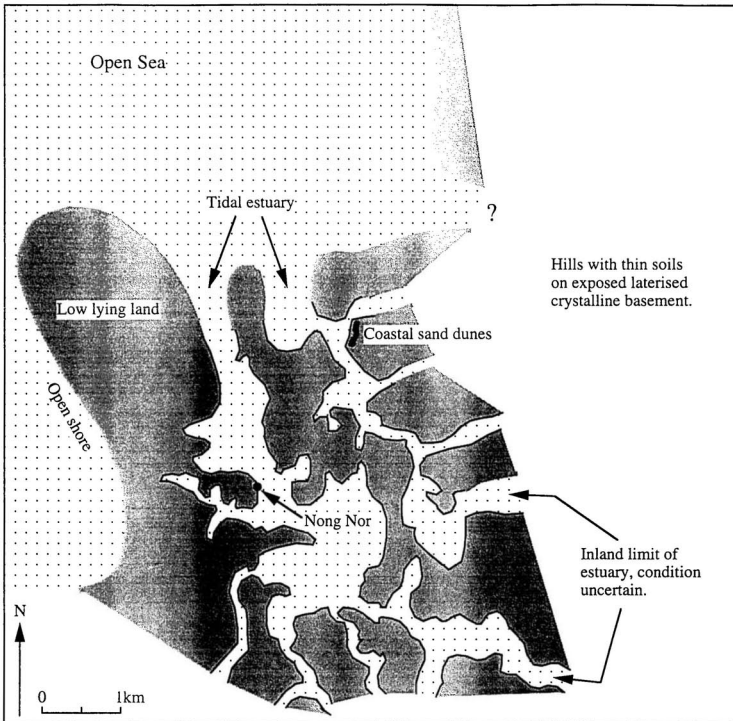 Open Sea
Tidal estuary
?
Hills with thin soils
on exposed laterised
crystalline basement.
Low lying land
Coastal sand dunes
Open shore
Nong Nor
Inland limit of
estuary, condition
uncertain.
N
0 1km